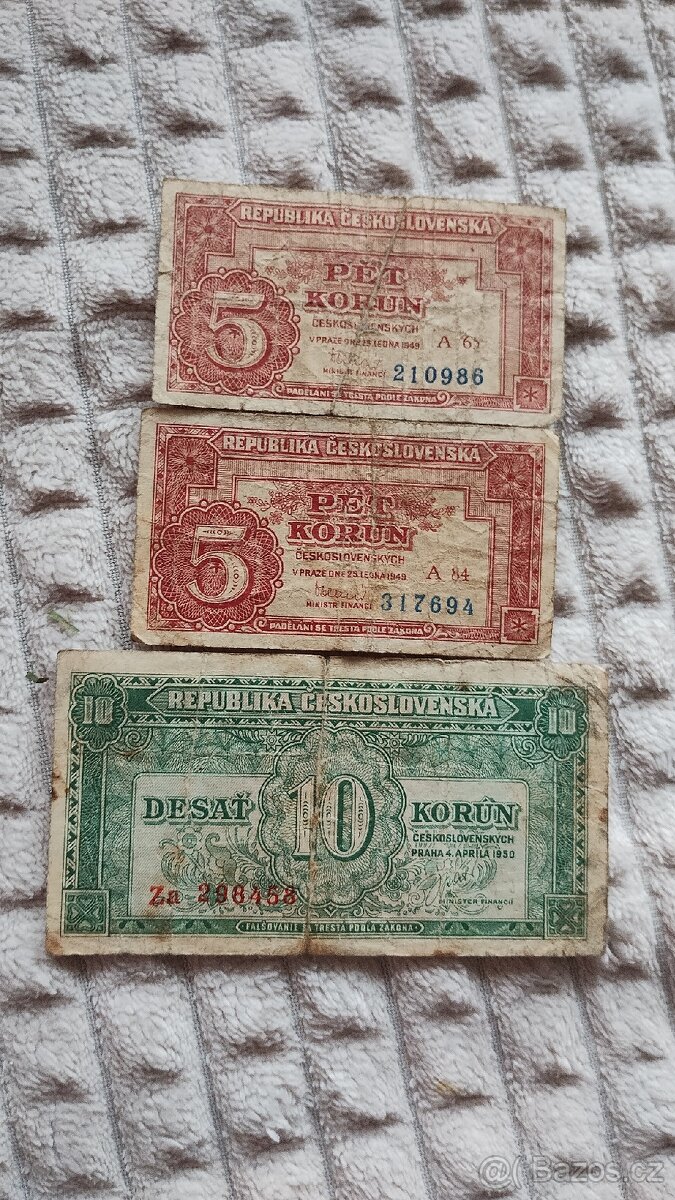 REPUBLIKA ČESKOSLOVENSKÁ
PĚT
KORUN
5
ČESKOSLOVENSKÝCH
V PRAZE DNE 25. LEDNA 1949
A 65
MINISTR FINANCÍ
210986
PADĚLÁNÍ SE TRESTÁ PODLE ZÁKONA
REPUBLIKA ČESKOSLOVENSKÁ
PĚT
KORUN
5
ČESKOSLOVENSKÝCH
V PRAZE DNE 25. LEDNA 1949
A 84
MINISTR FINANCÍ
317694
PADĚLÁNÍ SE TRESTÁ PODLE ZÁKONA
10 REPUBLIKA ČESKOSLOVENSKÁ 10
DESAŤ 10 KORÚN
ČESKOSLOVENSKÝCH
PRAHA 4. APRÍLA 1950
Za 298458
MINISTER FINANCIÍ
FALŠOVANIE SA TRESTÁ PODĽA ZÁKONA
Bazoš.cz